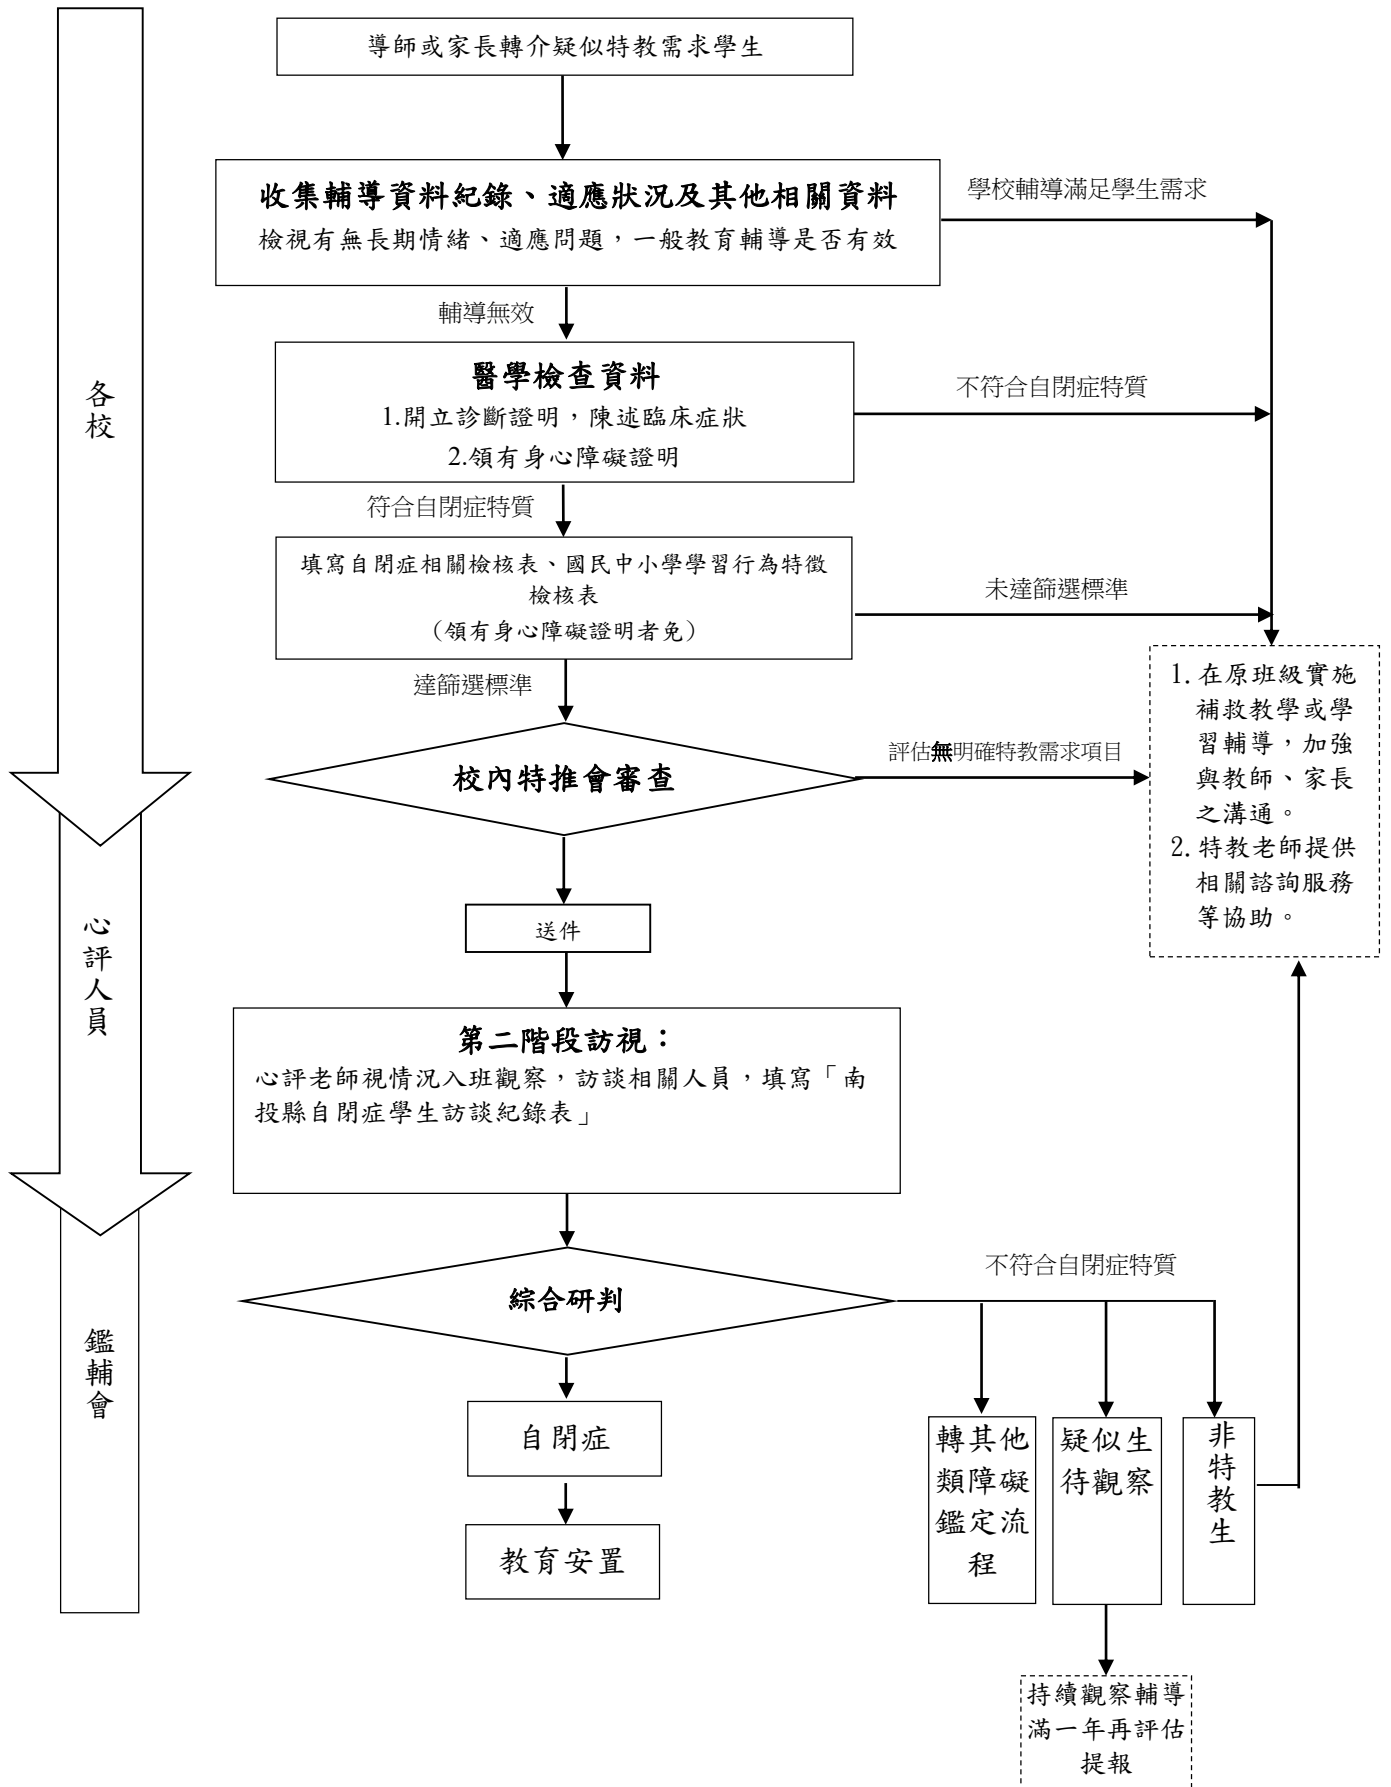 導師或家長轉介疑似特教需求學生
收集輔導資料紀錄、適應狀況及其他相關資料
檢視有無長期情緒、適應問題，一般教育輔導是否有效
學校輔導滿足學生需求
輔導無效
醫學檢查資料
1.開立診斷證明，陳述臨床症狀
2.領有身心障礙證明
不符合自閉症特質
各校
符合自閉症特質
填寫自閉症相關檢核表、國民中小學學習行為特徵
檢核表
（領有身心障礙證明者免）
未達篩選標準
達篩選標準
校內特推會審查
評估無明確特教需求項目
1. 在原班級實施
補救教學或學
習輔導，加強
與教師、家長
之溝通。
2. 特教老師提供
相關諮詢服務
等協助。
送件
心評人員
第二階段訪視：
心評老師視情況入班觀察，訪談相關人員，填寫「南
投縣自閉症學生訪談紀錄表」
綜合研判
不符合自閉症特質
鑑輔會
自閉症
教育安置
轉其他
類障礙
鑑定流
程
疑似生
待觀察
非特教生
持續觀察輔導
滿一年再評估
提報